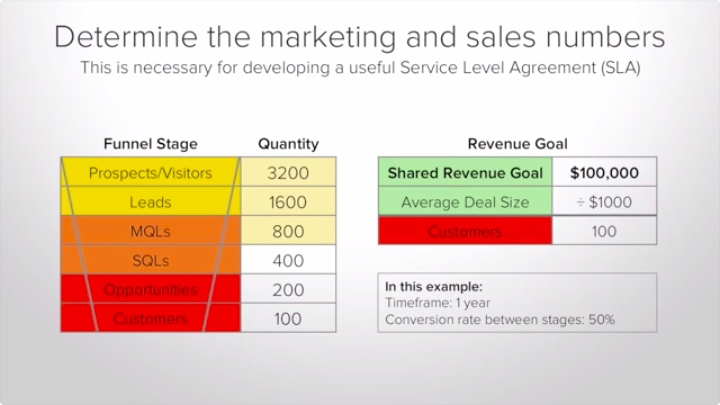 Determine the marketing and sales numbers
This is necessary for developing a useful Service Level Agreement (SLA)
Funnel Stage Quantity
Prospects/Visitors 3200
Leads 1600
MQLs 800
SQLs 400
Opportunities 200
Customers 100
Revenue Goal
Shared Revenue Goal $100,000
Average Deal Size ÷ $1000
Customers 100
In this example:
Timeframe: 1 year
Conversion rate between stages: 50%